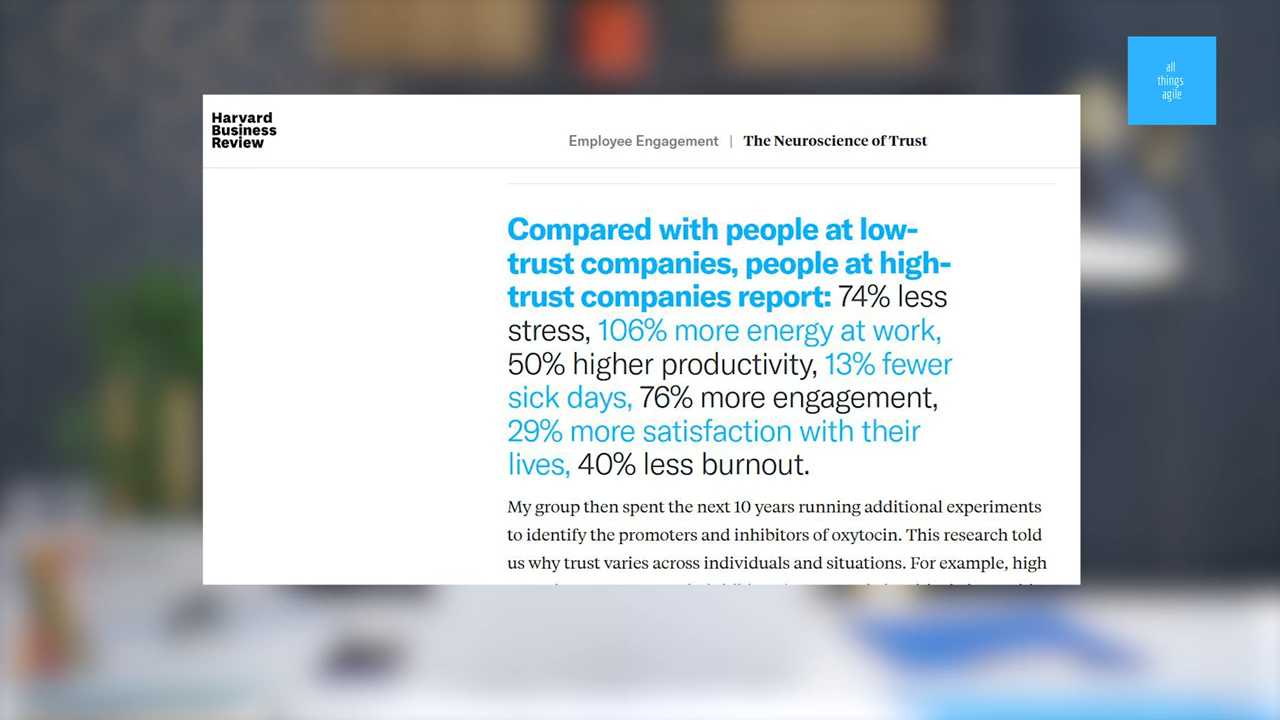 all
things
agile
Harvard
Business
Review
Employee Engagement | The Neuroscience of Trust
Compared with people at low-
trust companies, people at high-
trust companies report: 74% less
stress, 106% more energy at work,
50% higher productivity, 13% fewer
sick days, 76% more engagement,
29% more satisfaction with their
lives, 40% less burnout.
My group then spent the next 10 years running additional experiments
to identify the promoters and inhibitors of oxytocin. This research told
us why trust varies across individuals and situations. For example, high